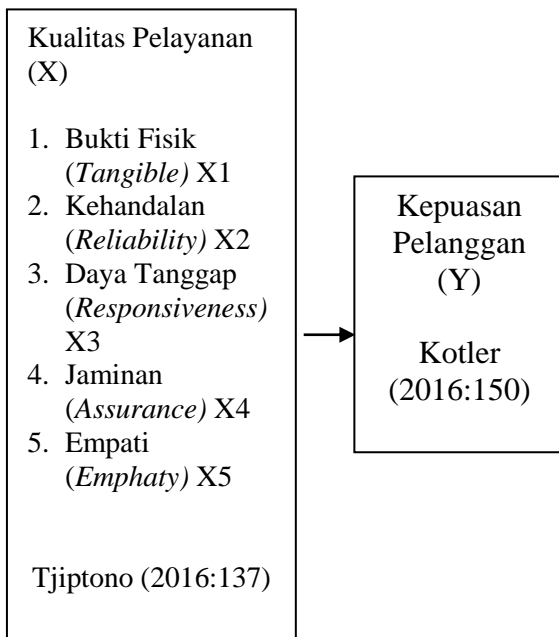 Kualitas Pelayanan
(X)
1. Bukti Fisik
(Tangible) X1
2. Kehandalan
(Reliability) X2
3. Daya Tanggap
(Responsiveness)
X3
4. Jaminan
(Assurance) X4
5. Empati
(Emphaty) X5
Tjiptono (2016:137)
Kepuasan
Pelanggan
(Y)
Kotler
(2016:150)